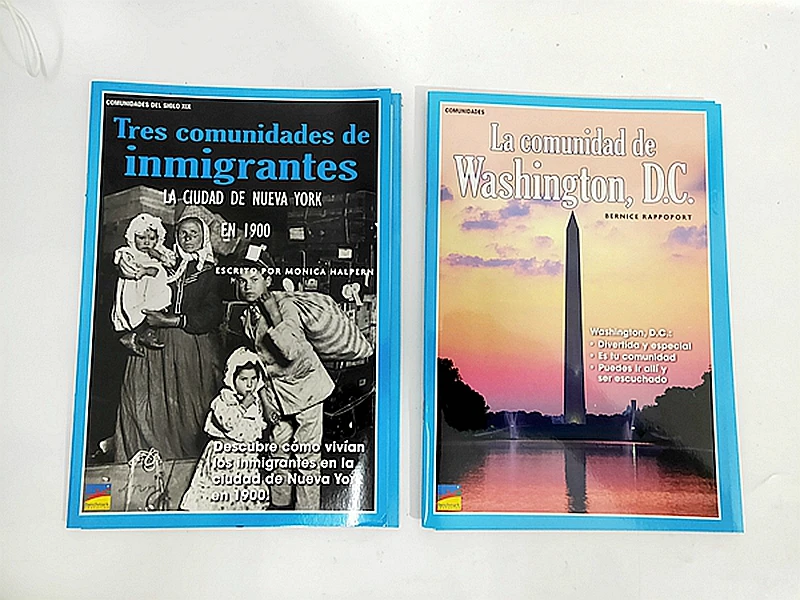 COMUNIDADES DEL SIGLO XIX
Tres comunidades de
inmigrantes
LA CIUDAD DE NUEVA YORK
EN 1900
ESCRITO POR MONICA HALPERN
Descubre cómo vivían
los inmigrantes en la
ciudad de Nueva York
en 1900.
COMUNIDADES
La comunidad de
Washington, D.C.
BERNICE RAPPOPORT
Washington, D.C.:
• Divertida y especial
• Es tu comunidad
• Puedes ir allí y
ser escuchado